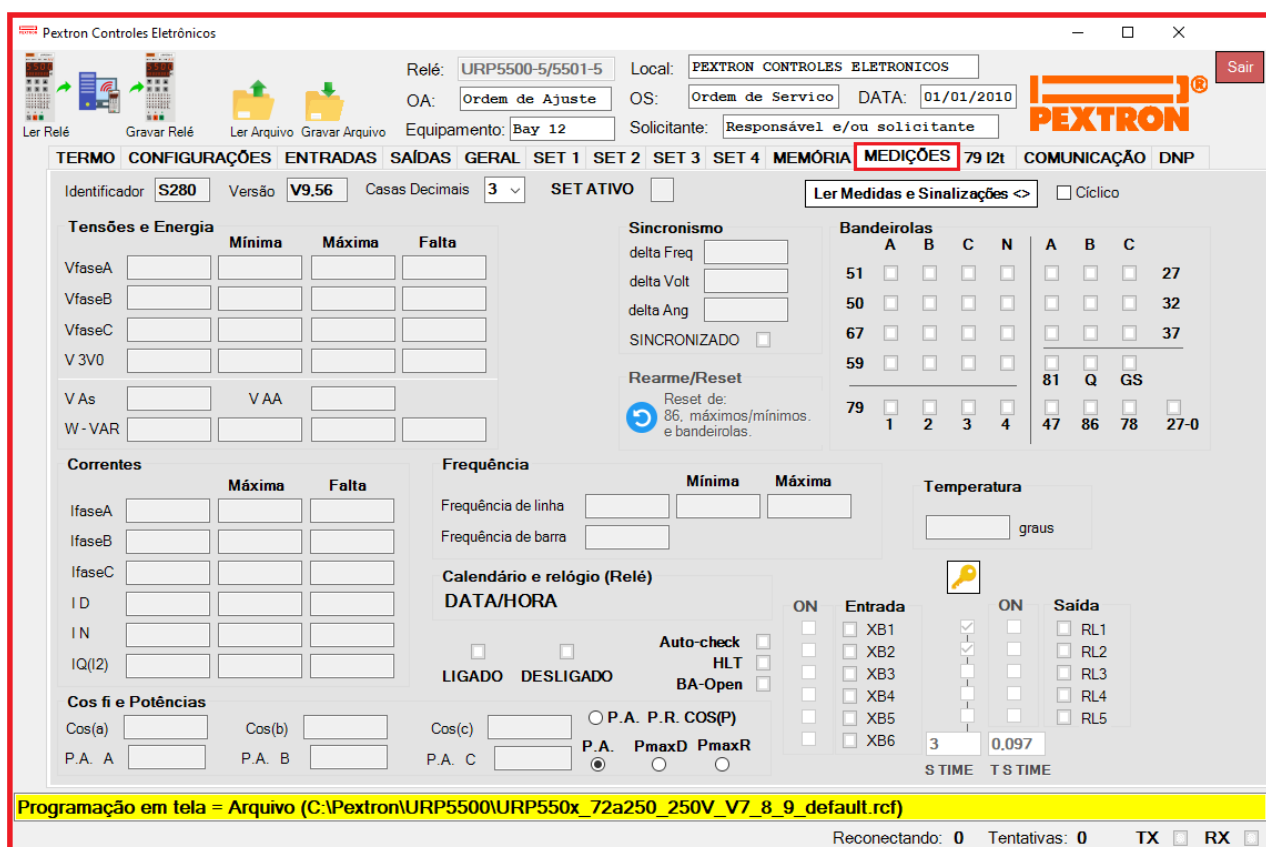 Pextron Controles Eletrônicos
Relé: URP5500-5/5501-5 Local: PEXTRON CONTROLES ELETRONICOS Sair
OA: Ordem de Ajuste OS: Ordem de Servico DATA: 01/01/2010
Ler Relé Gravar Relé Ler Arquivo Gravar Arquivo Equipamento: Bay 12 Solicitante: Responsável e/ou solicitante PEXTRON ®
TERMO CONFIGURAÇÕES ENTRADAS SAÍDAS GERAL SET 1 SET 2 SET 3 SET 4 MEMÓRIA MEDIÇÕES 79 I2t COMUNICAÇÃO DNP
Identificador S280 Versão V9,56 Casas Decimais 3 SET ATIVO Ler Medidas e Sinalizações <> Cíclico
Tensões e Energia
Mínima Máxima Falta
VfaseA
VfaseB
VfaseC
V 3V0
V As V AA
W - VAR
Sincronismo
delta Freq
delta Volt
delta Ang
SINCRONIZADO
Rearme/Reset
Reset de:
86, máximos/mínimos.
e bandeirolas.
Bandeirolas
A B C N A B C
51 27
50 32
67 37
59
81 Q GS
79
1 2 3 4 47 86 78 27-0
Correntes
Máxima Falta
IfaseA
IfaseB
IfaseC
I D
I N
IQ(I2)
Frequência
Mínima Máxima
Frequência de linha
Frequência de barra
Temperatura
graus
Calendário e relógio (Relé)
DATA/HORA
LIGADO DESLIGADO
Auto-check
HLT
BA-Open
ON Entrada ON Saída
XB1 RL1
XB2 RL2
XB3 RL3
XB4 RL4
XB5 RL5
XB6 3 0,097
S TIME T S TIME
Cos fi e Potências
Cos(a) Cos(b) Cos(c) P.A. P.R. COS(P)
P.A. A P.A. B P.A. C P.A. PmaxD PmaxR
Programação em tela = Arquivo (C:\Pextron\URP5500\URP550x_72a250_250V_V7_8_9_default.rcf)
Reconectando: 0 Tentativas: 0 TX RX